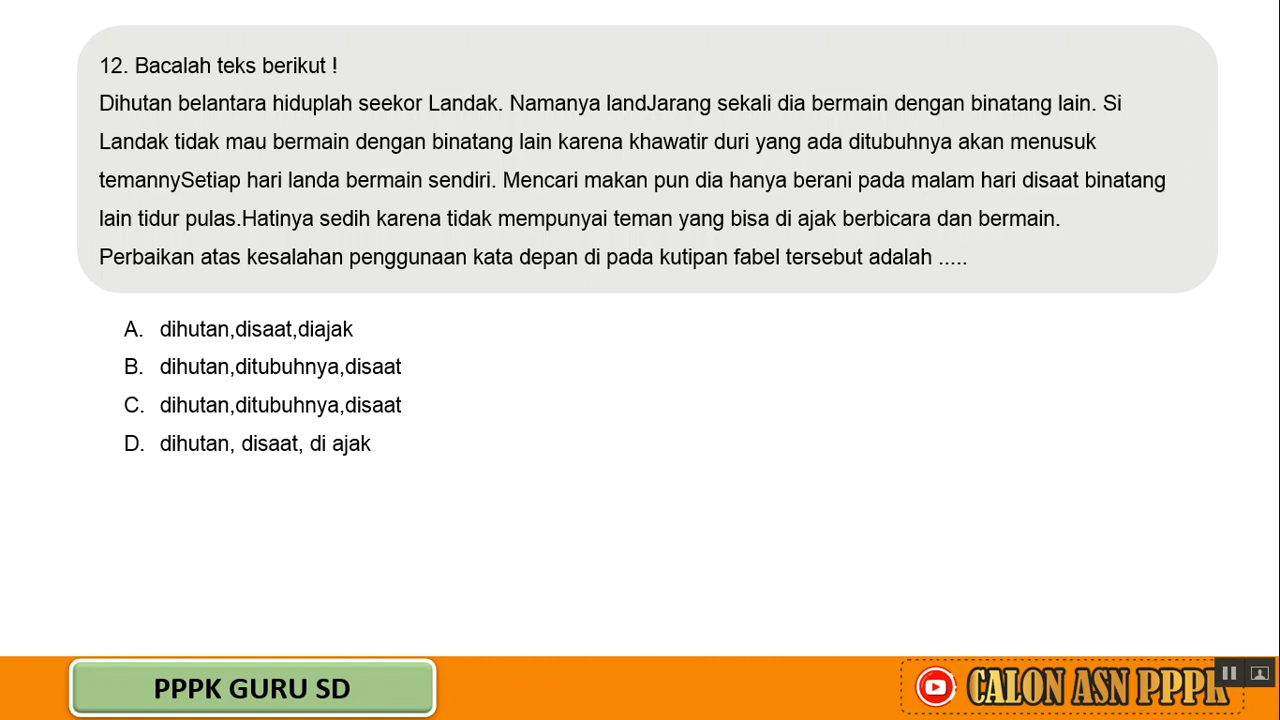 12. Bacalah teks berikut !
Dihutan belantara hiduplah seekor Landak. Namanya landJarang sekali dia bermain dengan binatang lain. Si
Landak tidak mau bermain dengan binatang lain karena khawatir duri yang ada ditubuhnya akan menusuk
temannySetiap hari landa bermain sendiri. Mencari makan pun dia hanya berani pada malam hari disaat binatang
lain tidur pulas.Hatinya sedih karena tidak mempunyai teman yang bisa di ajak berbicara dan bermain.
Perbaikan atas kesalahan penggunaan kata depan di pada kutipan fabel tersebut adalah .....
A. dihutan,disaat,diajak
B. dihutan,ditubuhnya,disaat
C. dihutan,ditubuhnya,disaat
D. dihutan, disaat, di ajak
PPPK GURU SD
CALON ASN PPPK